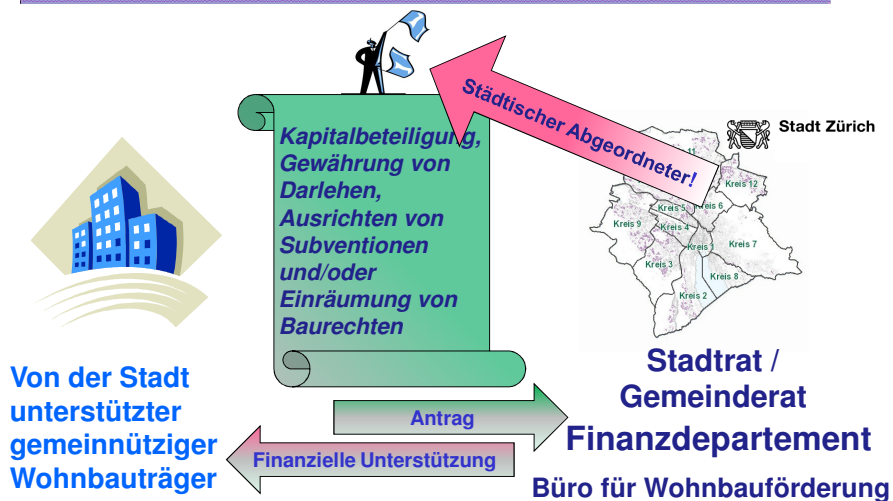 Städtischer Abgeordneter!
Kapitalbeteiligung,
Gewährung von
Darlehen,
Ausrichten von
Subventionen
und/oder
Einräumung von
Baurechten
Stadt Zürich
11
Kreis 12
Kreis 5
Kreis 6
Kreis 9
Kreis 4
Kreis 1
Kreis 7
Kreis 3
Kreis 8
Kreis 2
Von der Stadt
unterstützter
gemeinnütziger
Wohnbauträger
Antrag
Finanzielle Unterstützung
Stadtrat /
Gemeinderat
Finanzdepartement
Büro für Wohnbauförderung